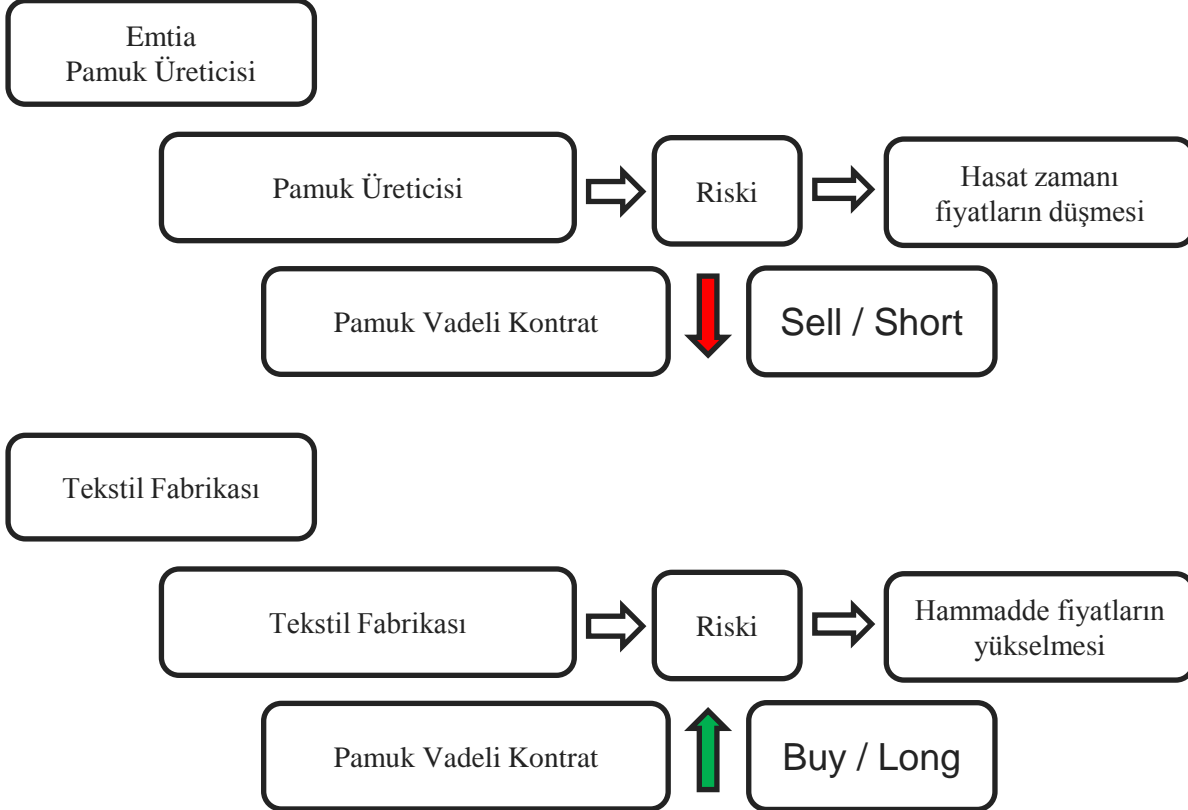 Emtia
Pamuk Üreticisi
Pamuk Üreticisi
Riski
Hasat zamanı
fiyatların düşmesi
Pamuk Vadeli Kontrat
Sell / Short
Tekstil Fabrikası
Tekstil Fabrikası
Riski
Hammadde fiyatların
yükselmesi
Pamuk Vadeli Kontrat
Buy / Long